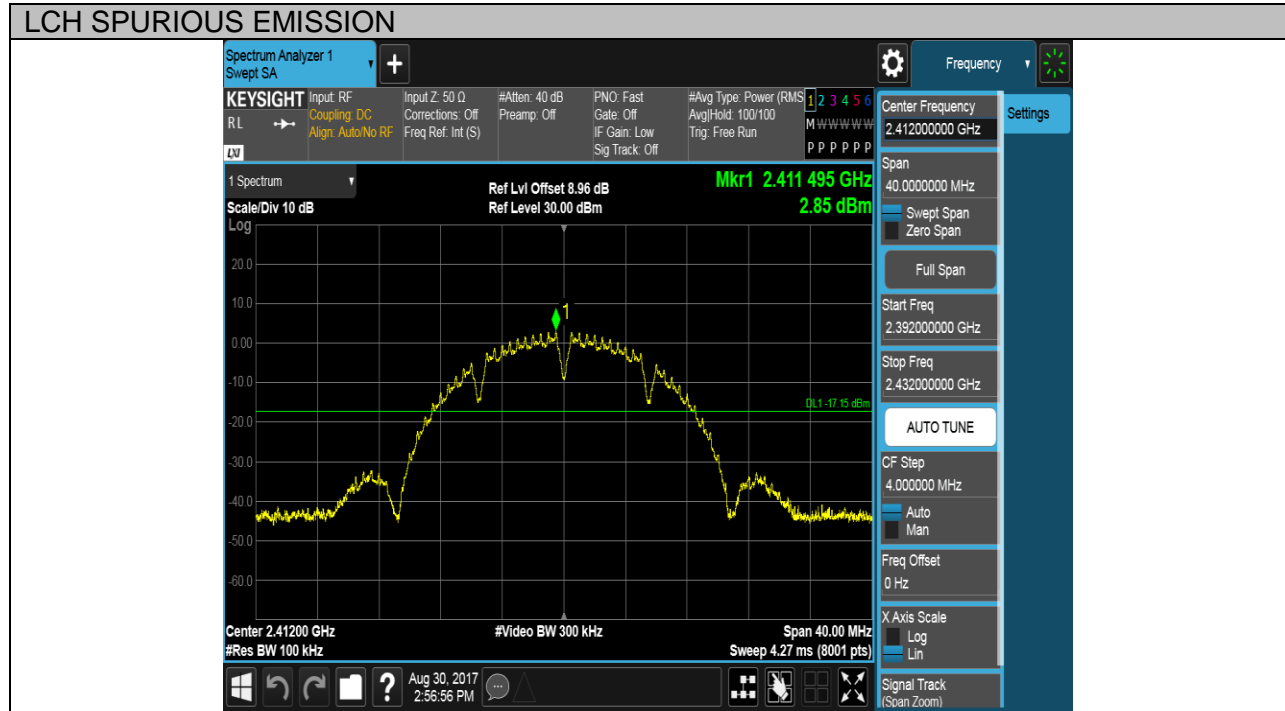 LCH SPURIOUS EMISSION
Spectrum Analyzer 1
Swept SA
+
Frequency
KEYSIGHT
RL
LXI
Input: RF
Coupling: DC
Align: Auto/No RF
Input Z: 50 Ω
Corrections: Off
Freq Ref: Int (S)
#Atten: 40 dB
Preamp: Off
PNO: Fast
Gate: Off
IF Gain: Low
Sig Track: Off
#Avg Type: Power (RMS
Avg|Hold: 100/100
Trig: Free Run
1 2 3 4 5 6
M W W W W W
P P P P P P
Center Frequency
2.412000000 GHz
Settings
Span
40.0000000 MHz
Swept Span
Zero Span
Full Span
Start Freq
2.392000000 GHz
Stop Freq
2.432000000 GHz
AUTO TUNE
CF Step
4.000000 MHz
Auto
Man
Freq Offset
0 Hz
X Axis Scale
Log
Lin
Signal Track
(Span Zoom)
1 Spectrum
Scale/Div 10 dB
Log
Ref Lvl Offset 8.96 dB
Ref Level 30.00 dBm
Mkr1 2.411 495 GHz
2.85 dBm
20.0
10.0
1
0.00
-10.0
DL1 -17.15 dBm
-20.0
-30.0
-40.0
-50.0
-60.0
Center 2.41200 GHz
#Res BW 100 kHz
#Video BW 300 kHz
Span 40.00 MHz
Sweep 4.27 ms (8001 pts)
?
Aug 30, 2017
2:56:56 PM